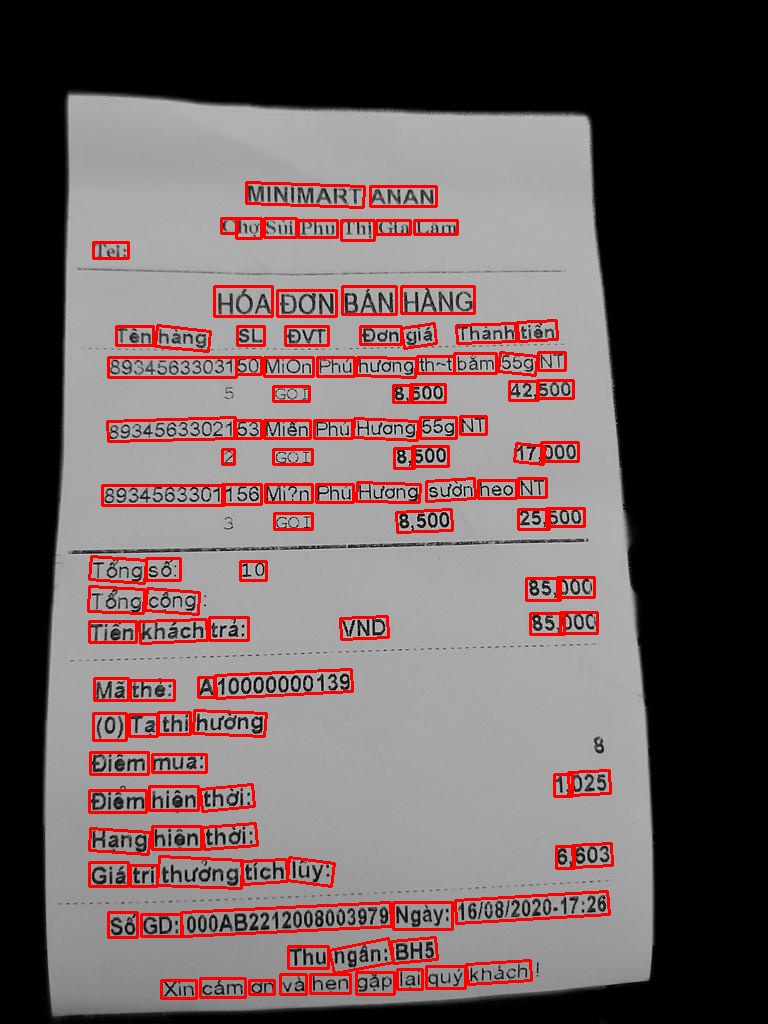 MINIMART ANAN
Chợ Sủi Phú Thị Gia Lâm
Tel:
HÓA ĐƠN BÁN HÀNG
Tên hàng SL ĐVT Đơn giá Thành tiền
8934563303150 MiOn Phú hương th~t bằm 55g NT
5 GOI 8,500 42,500
8934563302153 Miến Phú Hương 55g NT
2 GOI 8,500 17,000
8934563301156 Mi?n Phú Hương sườn heo NT
3 GOI 8,500 25,500
Tổng số: 10
Tổng cộng : 85,000
Tiền khách trả: VND 85,000
Mã thẻ: A10000000139
(0) Tạ thi hường
Điểm mua: 8
Điểm hiện thời: 1,025
Hạng hiện thời:
Giá trị thưởng tích lũy: 6,603
Số GD: 000AB2212008003979 Ngày: 16/08/2020-17:26
Thu ngân: BH5
Xin cám ơn và hẹn gặp lại quý khách !